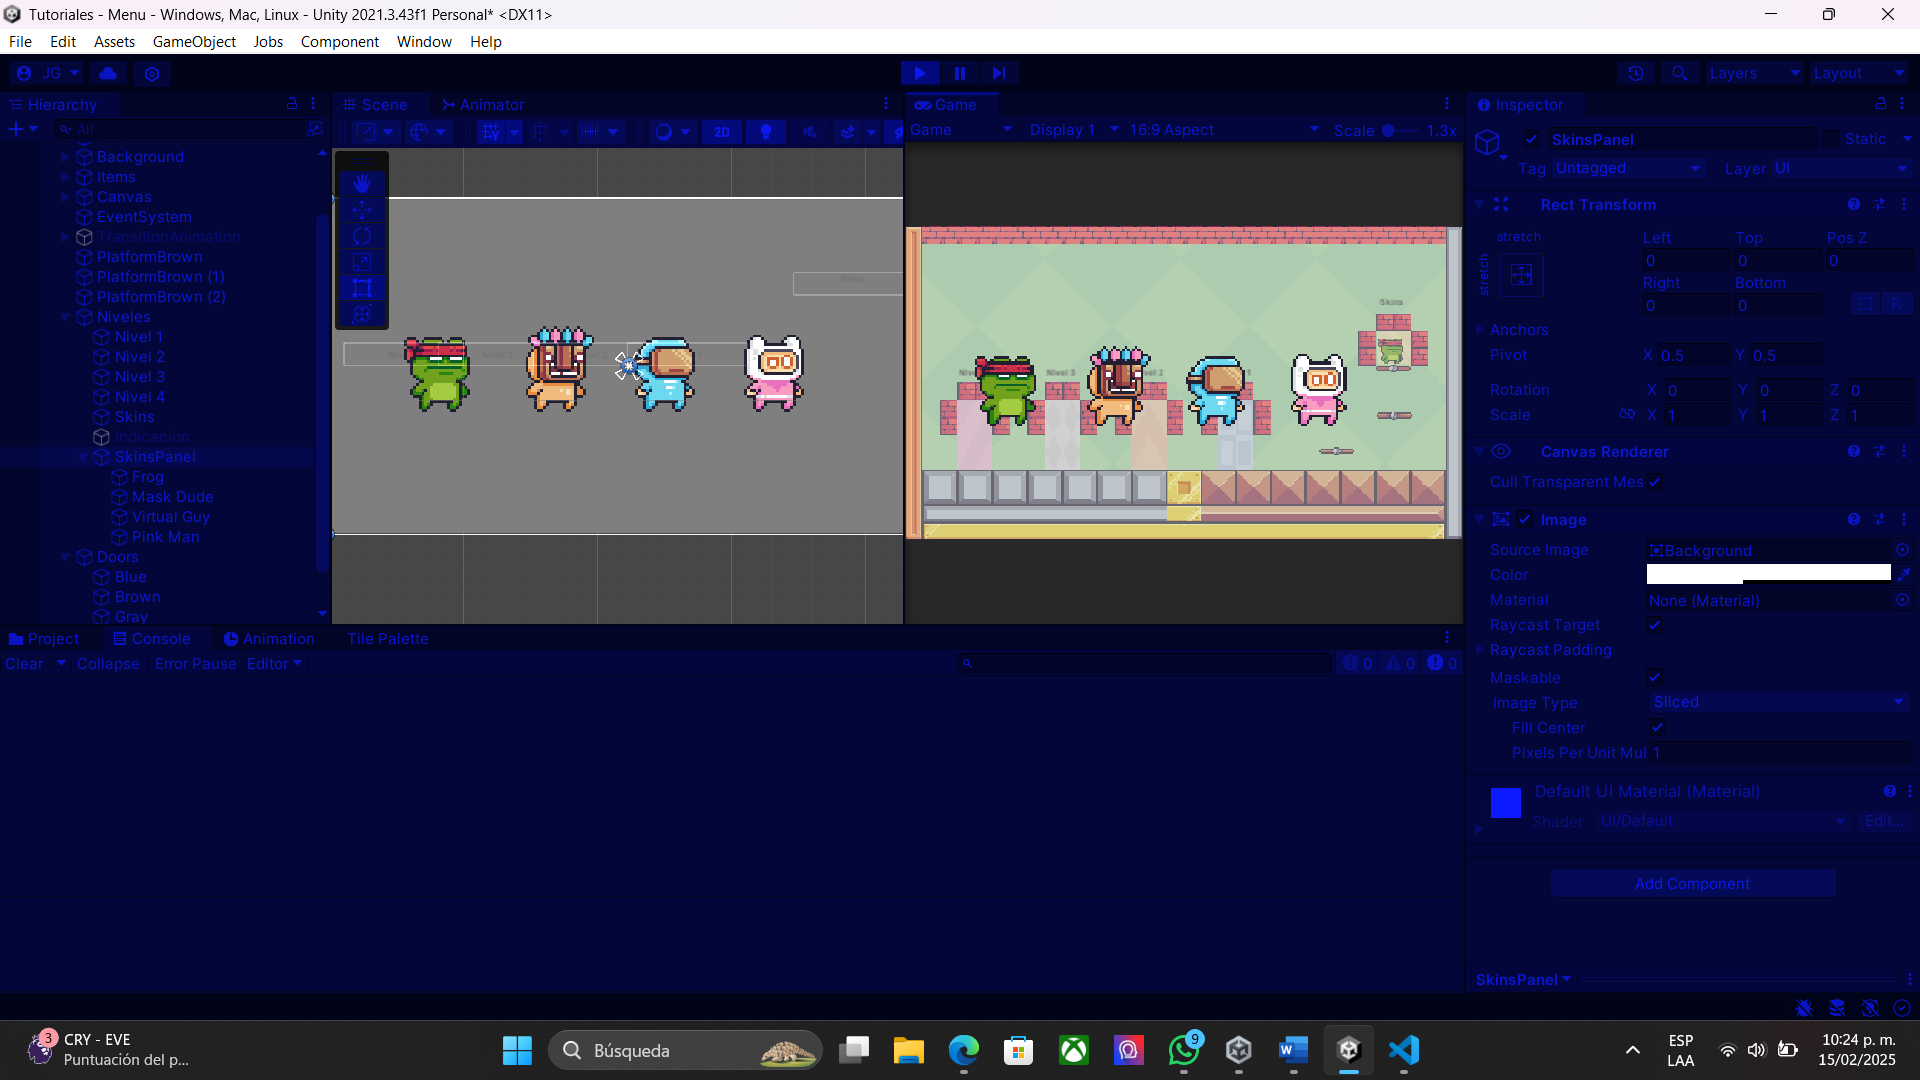 Tutoriales - Menu - Windows, Mac, Linux - Unity 2021.3.43f1 Personal* <DX11>
File Edit Assets GameObject Jobs Component Window Help
JG
Layers
Layout
Hierarchy
All
Background
Items
Canvas
EventSystem
TransitionAnimation
PlatformBrown
PlatformBrown (1)
PlatformBrown (2)
Niveles
Nivel 1
Nivel 2
Nivel 3
Nivel 4
Skins
Indicacion
SkinsPanel
Frog
Mask Dude
Virtual Guy
Pink Man
Doors
Blue
Brown
Gray
Scene
Animator
2D
Skins
Game
Game
Display 1
16:9 Aspect
Scale
1.3x
Skins
Nivel 3
Inspector
SkinsPanel
Static
Tag Untagged
Layer UI
Rect Transform
stretch
stretch
Left Top Pos Z
0 0 0
Right Bottom
0 0
R
Anchors
Pivot X 0.5 Y 0.5
Rotation X 0 Y 0 Z 0
Scale X 1 Y 1 Z 1
Canvas Renderer
Cull Transparent Mes
Image
Source Image Background
Color
Material None (Material)
Raycast Target
Raycast Padding
Maskable
Image Type Sliced
Fill Center
Pixels Per Unit Mul 1
Default UI Material (Material)
Shader UI/Default Edit...
Add Component
SkinsPanel
Project Console Animation Tile Palette
Clear Collapse Error Pause Editor
0 0 0
3
CRY - EVE
Puntuación del p...
Búsqueda
9
ESP
LAA
10:24 p. m.
15/02/2025